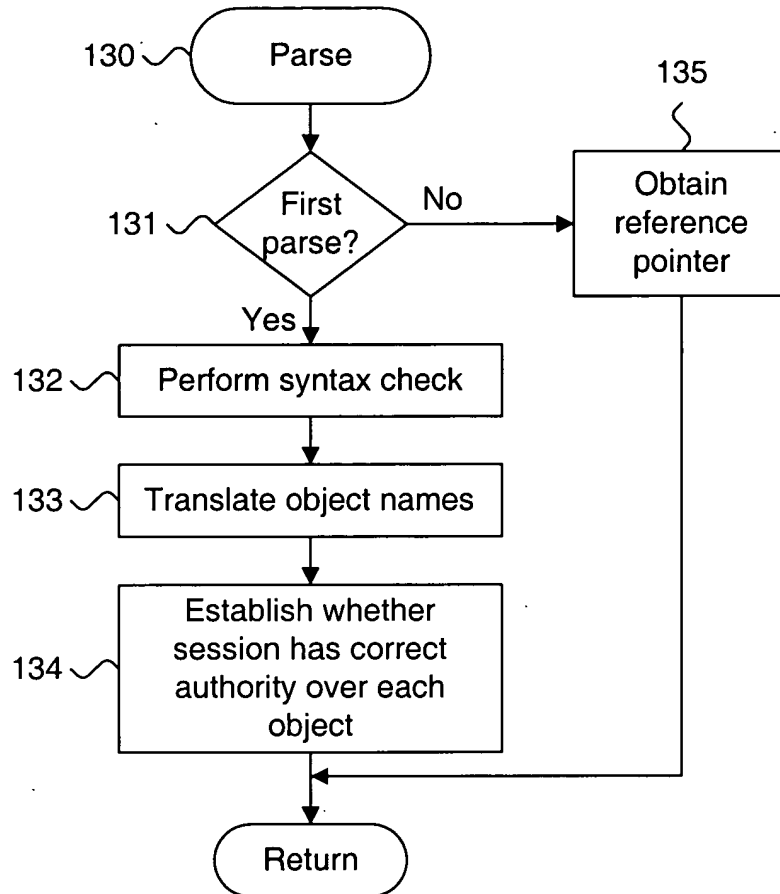 130
Parse
135
131
First
parse?
No
Obtain
reference
pointer
Yes
132
Perform syntax check
133
Translate object names
134
Establish whether
session has correct
authority over each
object
Return